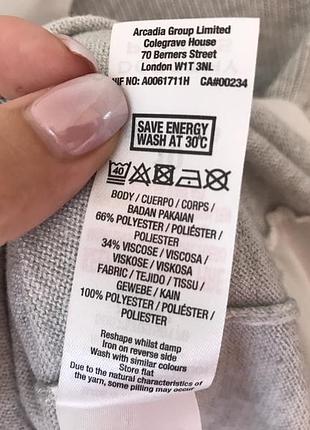 Arcadia Group Limited
Colegrave House
70 Berners Street
London W1T 3NL
WIF NO: A0061711H CA#00234
SAVE ENERGY
WASH AT 30°C
40
BODY / CUERPO / CORPS /
BADAN PAKAIAN
66% POLYESTER / POLIÉSTER /
POLIESTER
34% VISCOSE / VISCOSA /
VISKOSE / VISKOSA
FABRIC / TEJIDO / TISSU /
GEWEBE / KAIN
100% POLYESTER / POLIÉSTER /
POLIESTER
Reshape whilst damp
Iron on reverse side
Wash with similar colours
Store flat
Due to the natural characteristics of
the yarn, some pilling may occur